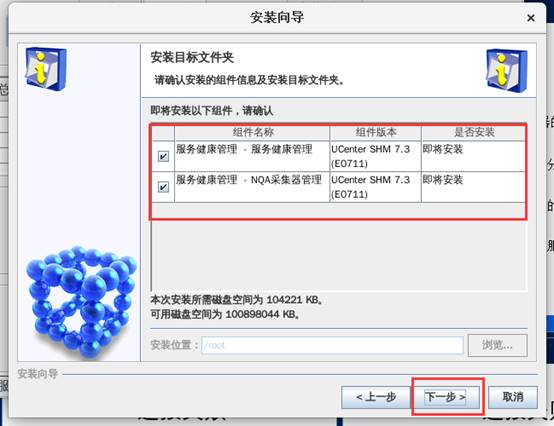 安装向导
安装目标文件夹
请确认安装的组件信息及安装目标文件夹。
即将安装以下组件，请确认
组件名称 组件版本 是否安装
服务健康管理 - 服务健康管理 UCenter SHM 7.3 (E0711) 即将安装
服务健康管理 - NQA采集器管理 UCenter SHM 7.3 (E0711) 即将安装
本次安装所需磁盘空间为 104221 KB。
可用磁盘空间为 100898044 KB。
安装位置： /root 浏览...
安装向导
< 上一步 下一步 > 取消